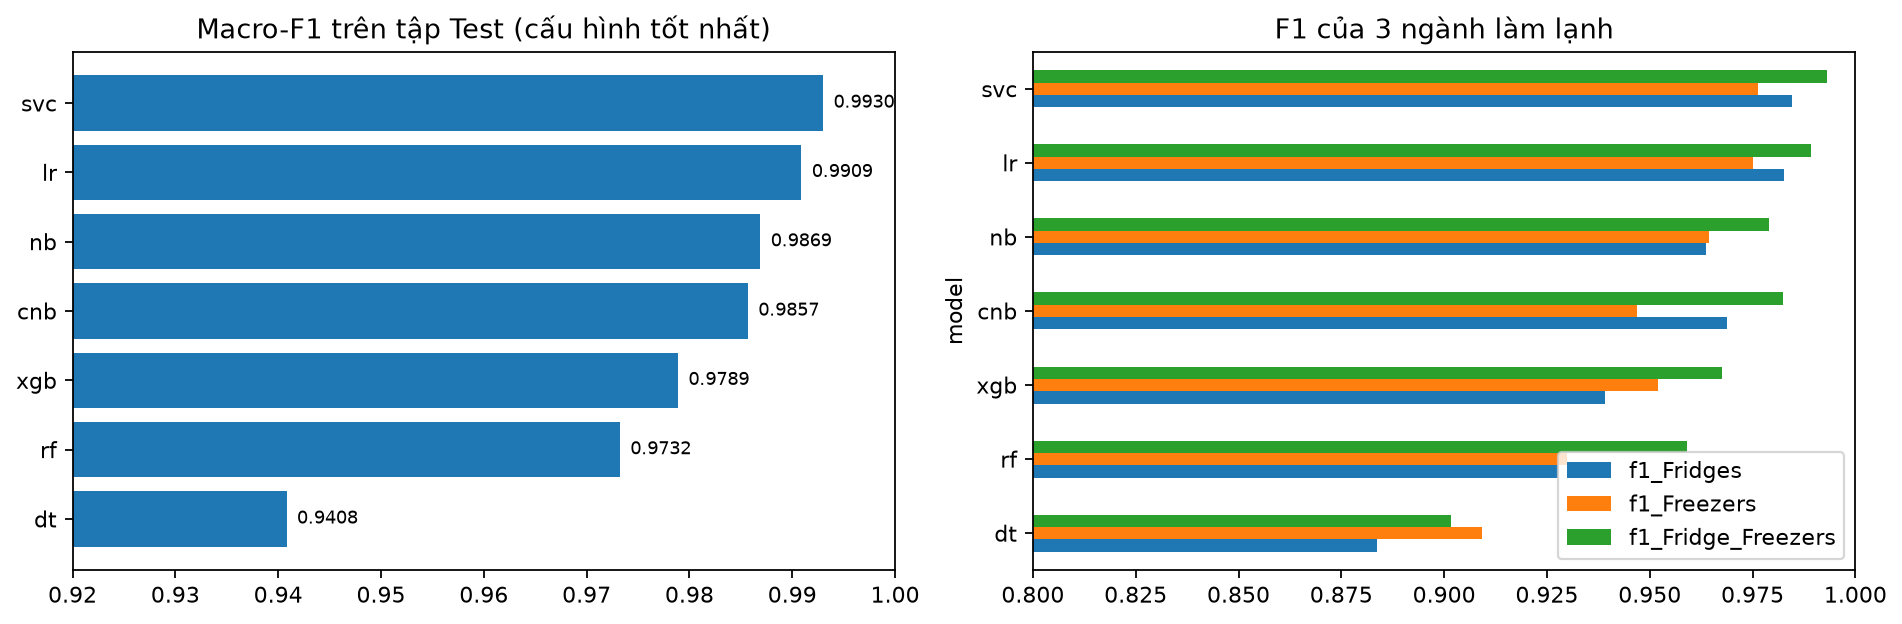 Macro-F1 trên tập Test (cấu hình tốt nhất)
svc
0.9930
lr
0.9909
nb
0.9869
cnb
0.9857
xgb
0.9789
rf
0.9732
dt
0.9408
0.92 0.93 0.94 0.95 0.96 0.97 0.98 0.99 1.00
F1 của 3 ngành làm lạnh
model
svc
lr
nb
cnb
xgb
rf
dt
f1_Fridges
f1_Freezers
f1_Fridge_Freezers
0.800 0.825 0.850 0.875 0.900 0.925 0.950 0.975 1.000